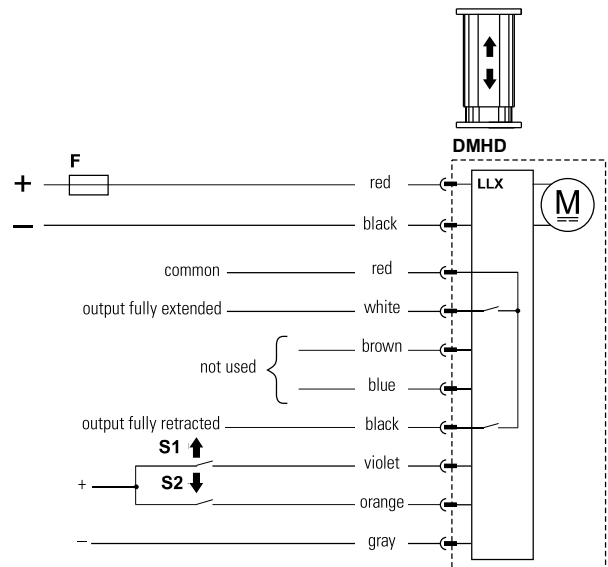 DMHD
F
+ red LLX
M
− black
common red
output fully extended white
not used brown
blue
output fully retracted black
S1 violet
+ S2
orange
− gray